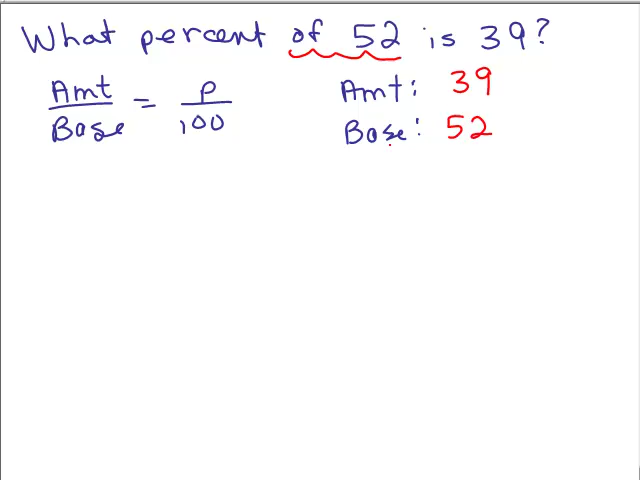 What percent of 52 is 39?
Amt / Base = P / 100
Amt: 39
Base: 52